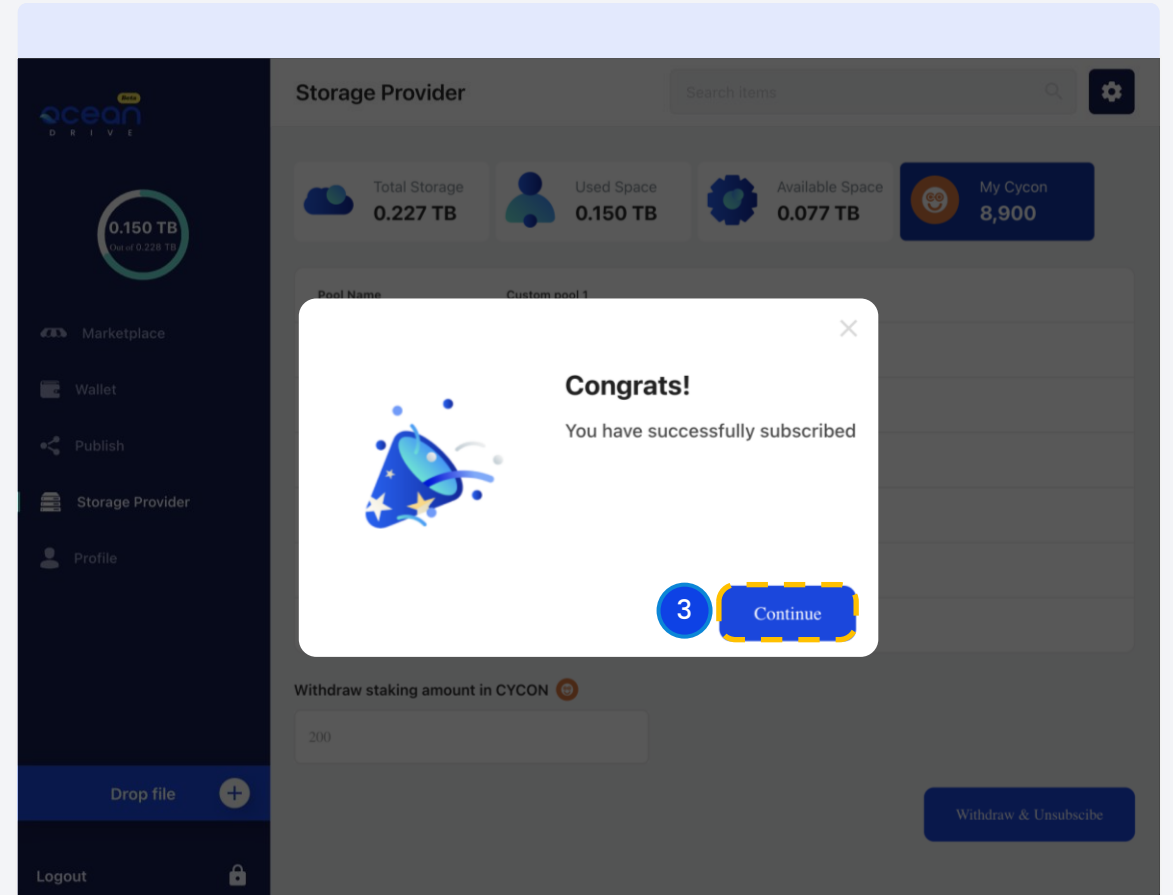 Beta
ocean
DRIVE
Storage Provider
Search items
0.150 TB
Out of 0.228 TB
Total Storage
0.227 TB
Used Space
0.150 TB
Available Space
0.077 TB
My Cycon
8,900
Marketplace
Wallet
Publish
Storage Provider
Profile
Pool Name
Custom pool 1
Congrats!
You have successfully subscribed
3
Continue
Withdraw staking amount in CYCON
200
Drop file
Withdraw & Unsubscibe
Logout